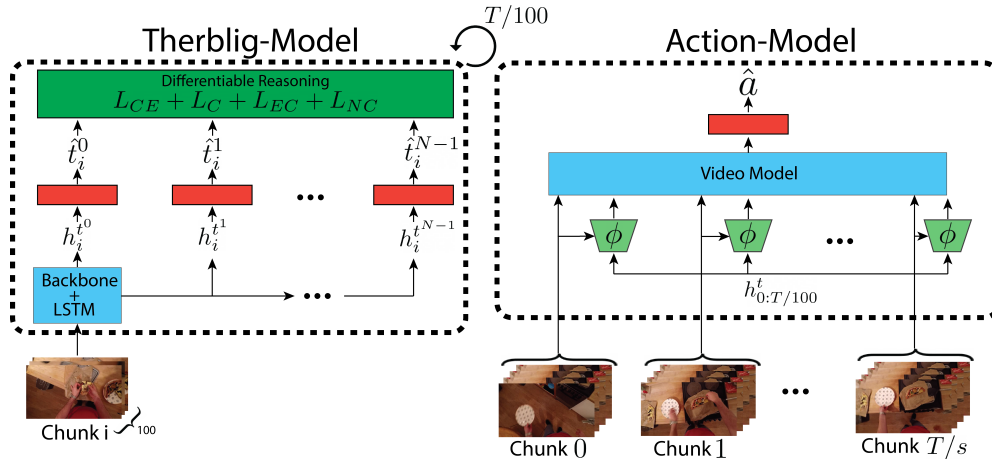 Therblig-Model
T/100
Differentiable Reasoning
L_{CE} + L_C + L_{EC} + L_{NC}
\hat{t}_i^0
\hat{t}_i^1
\hat{t}_i^{N-1}
...
h_i^{t^0}
h_i^{t^1}
h_i^{t^{N-1}}
Backbone
+
LSTM
...
Chunk i
100
Action-Model
\hat{a}
Video Model
ϕ
ϕ
...
ϕ
h_{0:T/100}^t
...
Chunk 0
Chunk 1
Chunk T/s